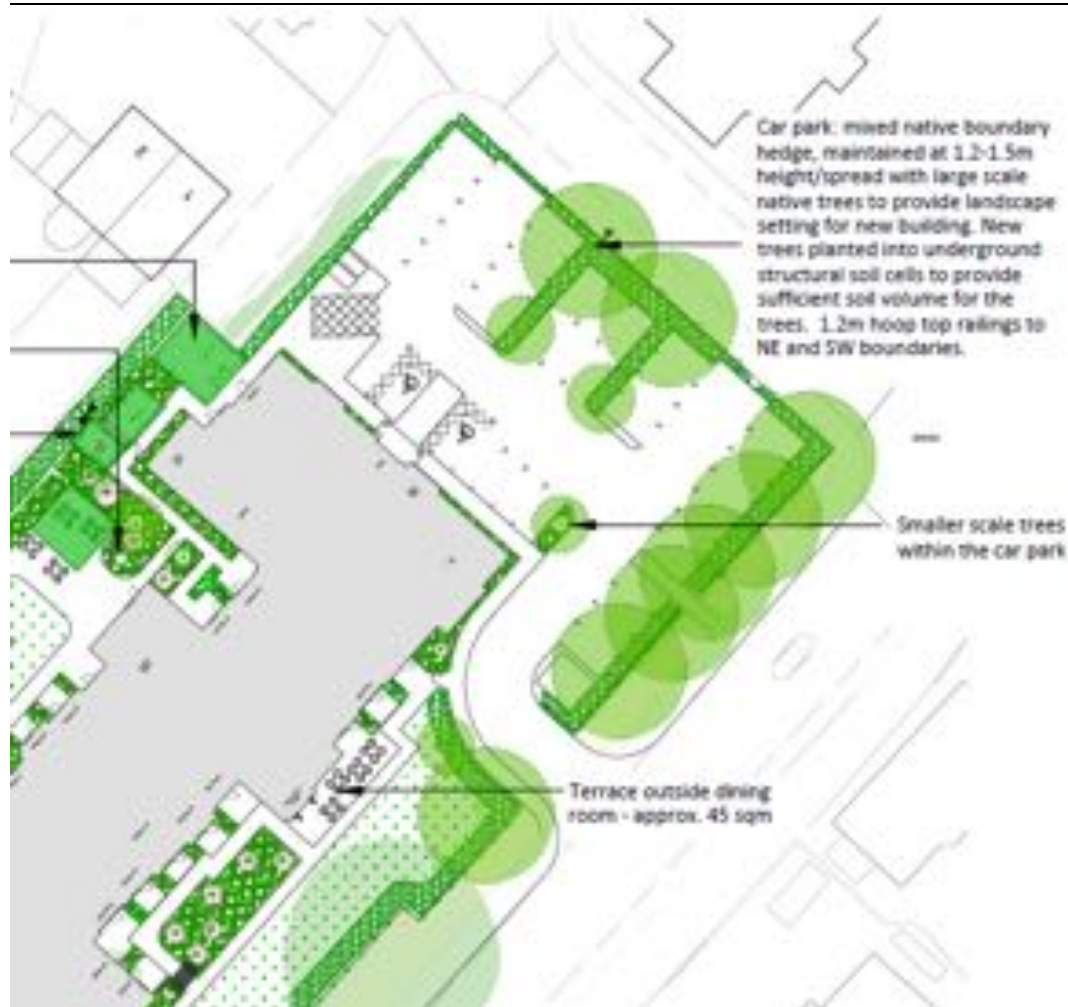 Car park: mixed native boundary
hedge, maintained at 1.2-1.5m
height/spread with large scale
native trees to provide landscape
setting for new building. New
trees planted into underground
structural soil cells to provide
sufficient soil volume for the
trees. 1.2m hoop top railings to
NE and SW boundaries.
Smaller scale trees
within the car park
Terrace outside dining
room - approx. 45 sqm